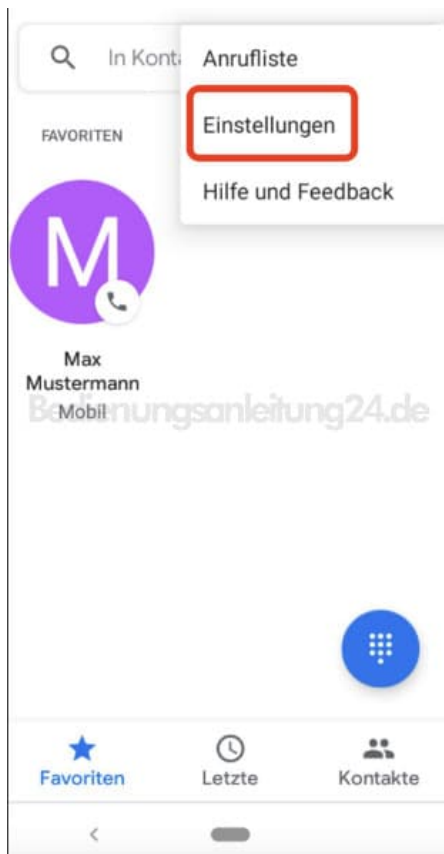 In Konta
Anrufliste
Einstellungen
Hilfe und Feedback
FAVORITEN
M
Max
Mustermann
Mobil
Bedienungsanleitung24.de
Favoriten
Letzte
Kontakte